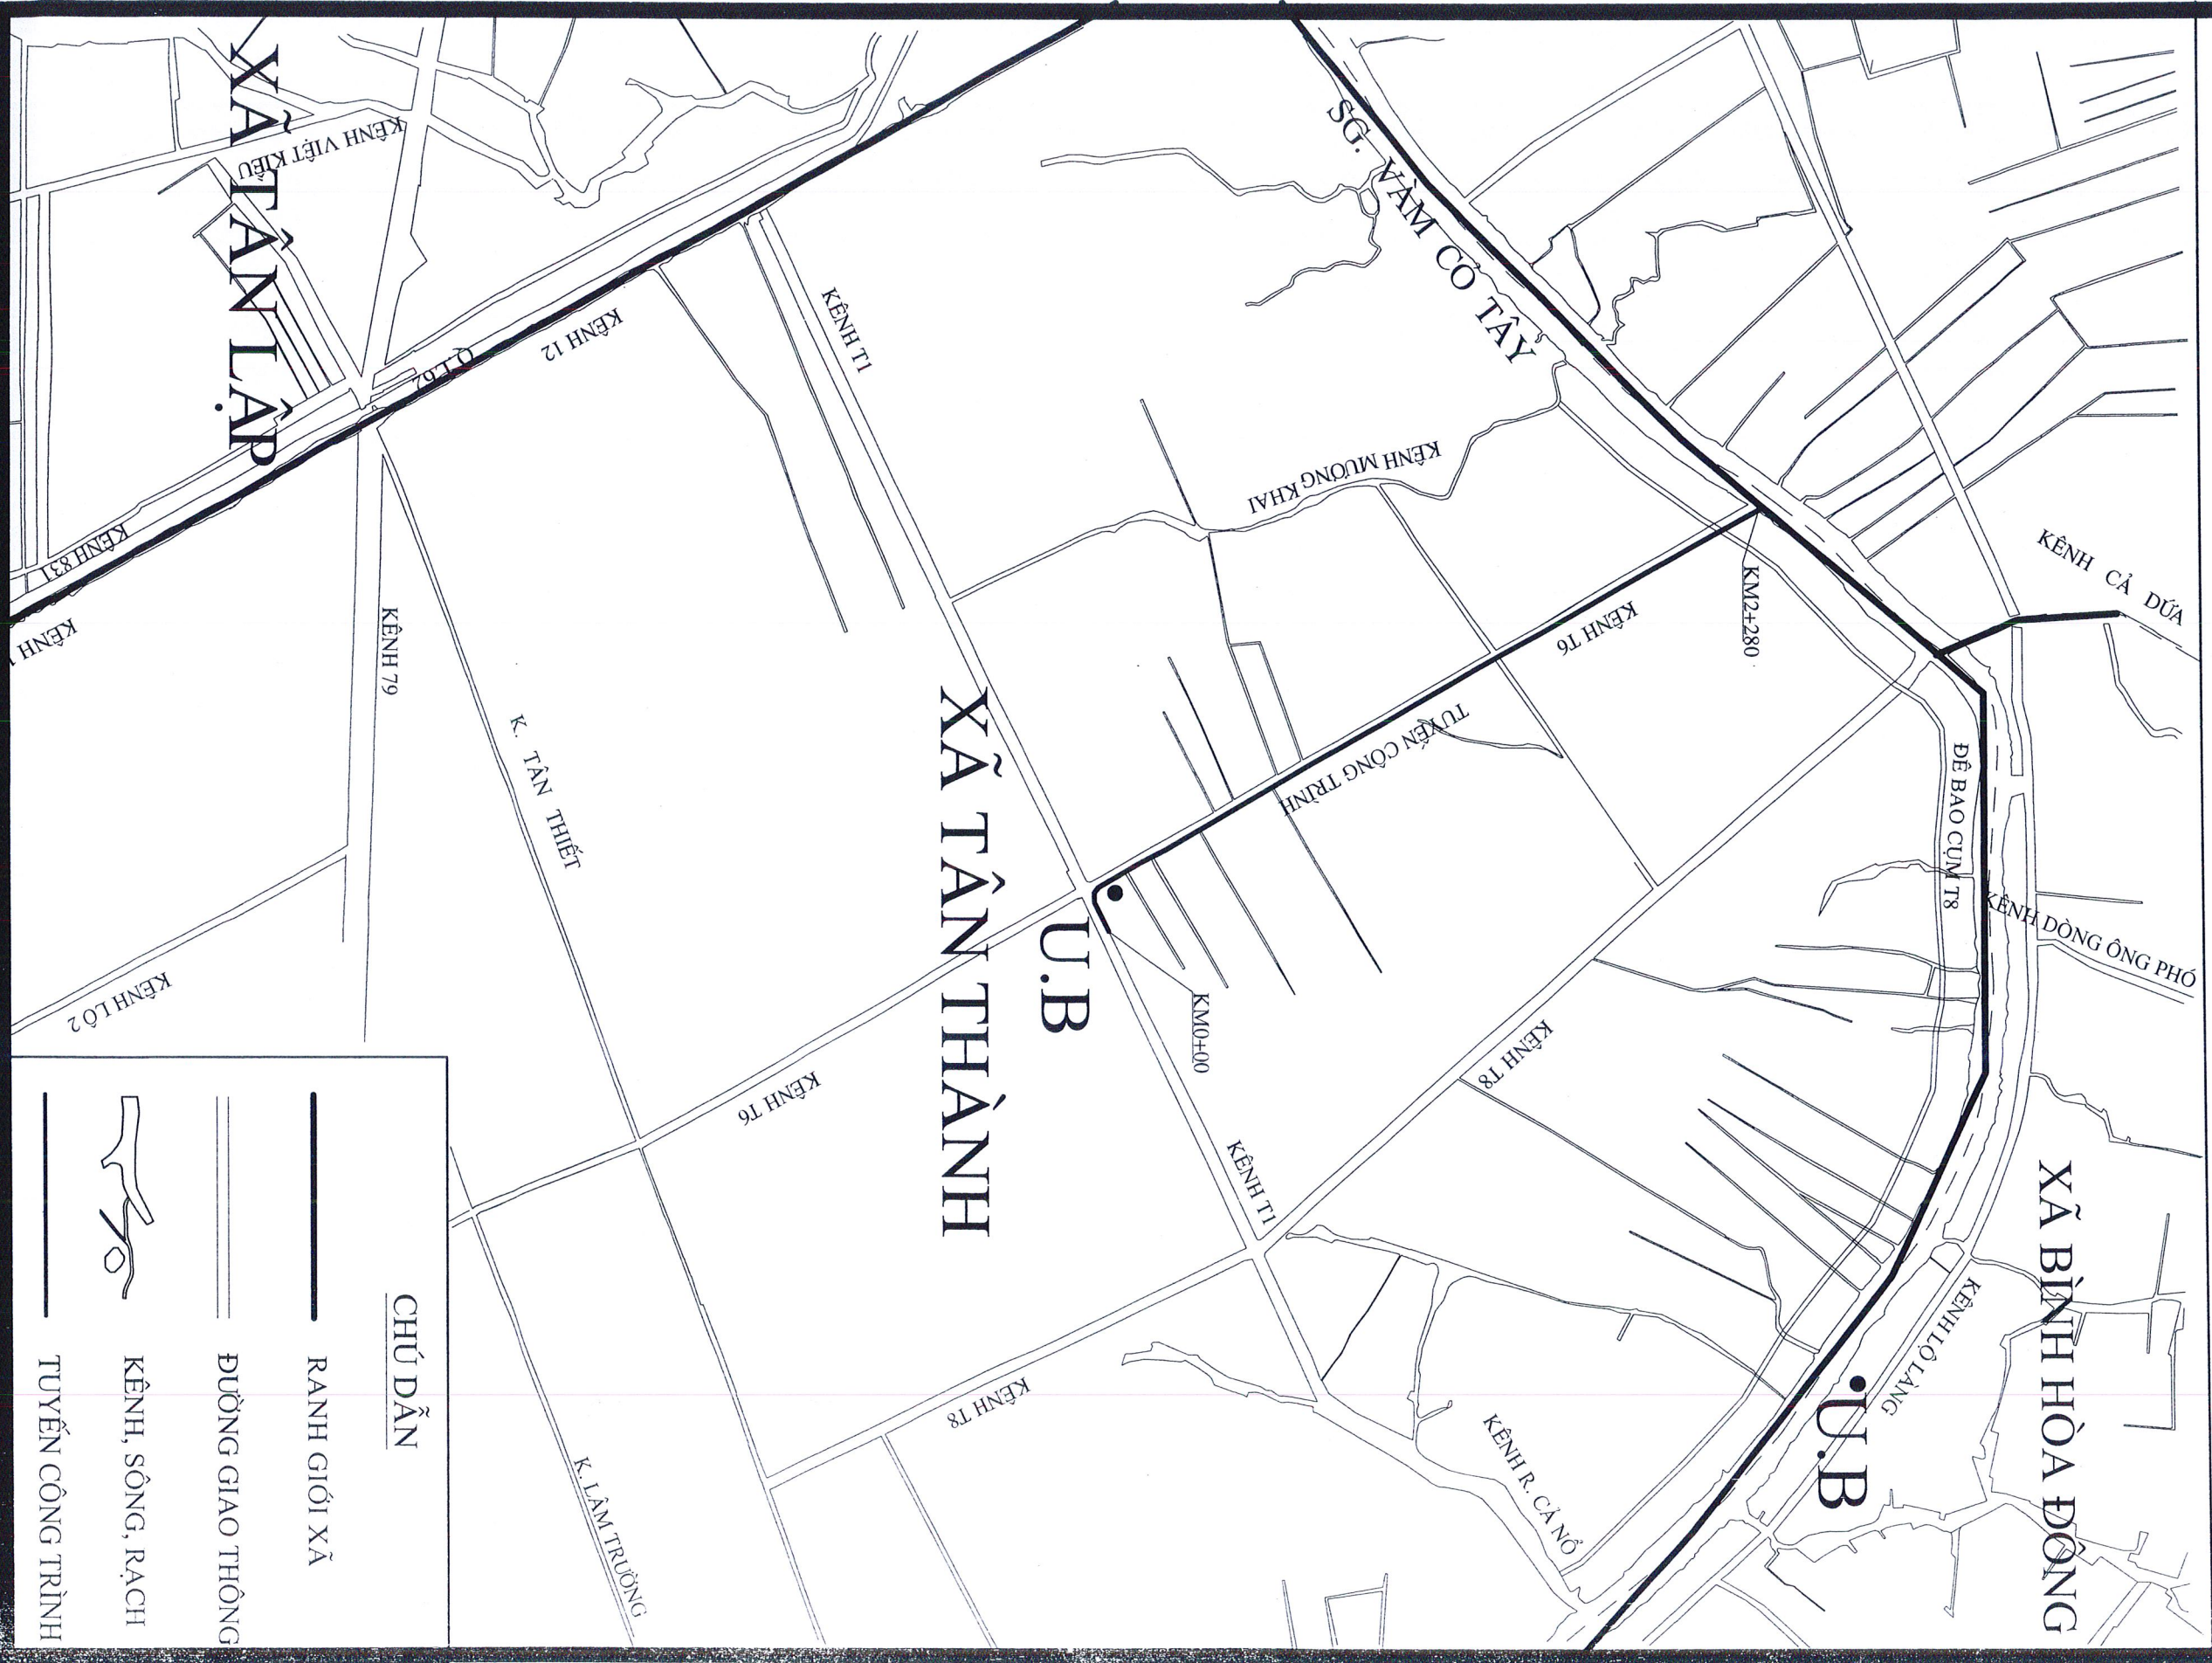 XÃ TÂN LẬP
KÊNH VIỆT KIỀU
SG. VÀM CỎ TÂY
KÊNH T1
KÊNH 12
QL62
KÊNH MƯƠNG KHAI
KÊNH 831
KÊNH 79
K. TÂN THIẾT
KÊNH CẢ DỨA
KM2+280
KÊNH T6
TUYẾN CÔNG TRÌNH
ĐÊ BAO CỤM T8
KÊNH DÒNG ÔNG PHÓ
XÃ TÂN THÀNH
U.B
KM0+00
KÊNH LÔ 2
KÊNH T6
KÊNH T8
KÊNH T1
XÃ BÌNH HÒA ĐÔNG
KÊNH LỘ LÀNG
U.B
KÊNH T8
KÊNH R. CẢ NỔ
K. LÂM TRƯỜNG
CHÚ DẪN
RANH GIỚI XÃ
ĐƯỜNG GIAO THÔNG
KÊNH, SÔNG, RẠCH
TUYẾN CÔNG TRÌNH